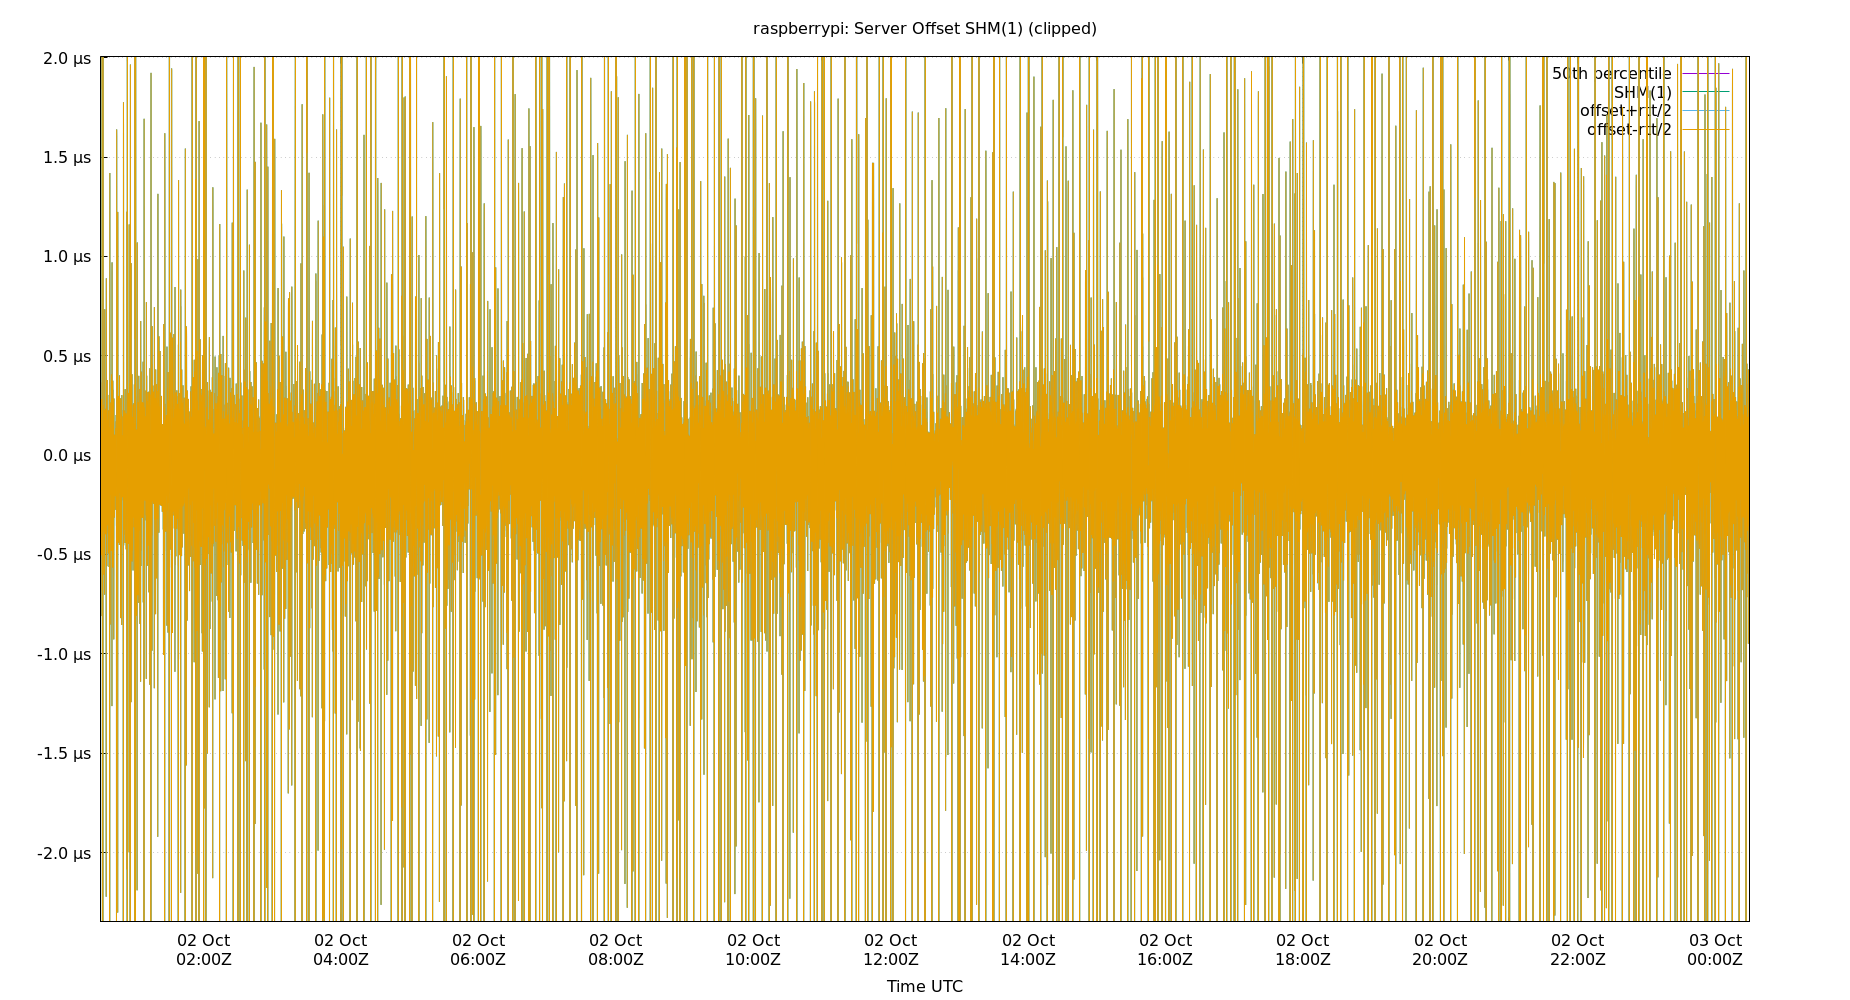 raspberrypi: Server Offset SHM(1) (clipped)
2.0 µs
1.5 µs
1.0 µs
0.5 µs
0.0 µs
-0.5 µs
-1.0 µs
-1.5 µs
-2.0 µs
50th percentile
SHM(1)
offset+rtt/2
offset-rtt/2
02 Oct 02 Oct 02 Oct 02 Oct 02 Oct 02 Oct 02 Oct 02 Oct 02 Oct 02 Oct 02 Oct 03 Oct
02:00Z 04:00Z 06:00Z 08:00Z 10:00Z 12:00Z 14:00Z 16:00Z 18:00Z 20:00Z 22:00Z 00:00Z
Time UTC